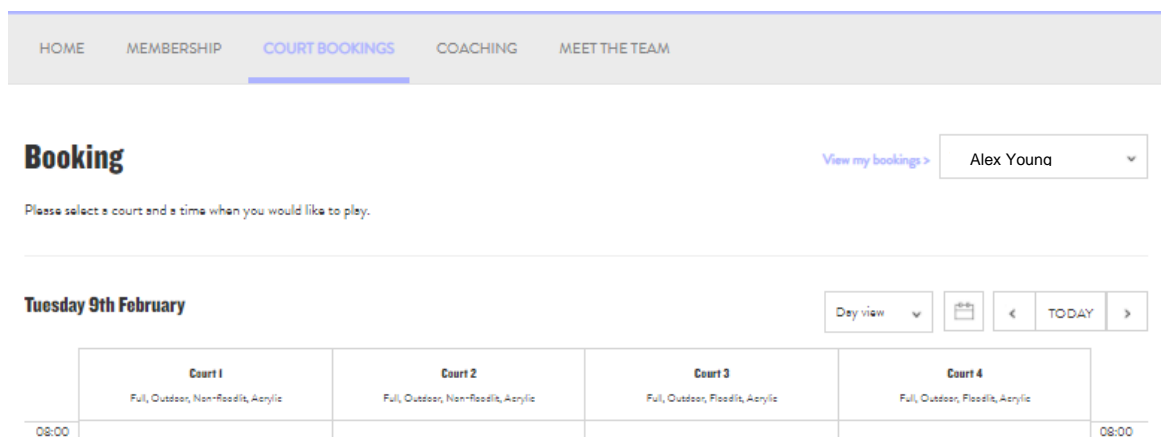 HOME MEMBERSHIP COURT BOOKINGS COACHING MEET THE TEAM
Booking
View my bookings >
Alex Young
Please select a court and a time when you would like to play.
Tuesday 9th February
Day view
< TODAY >
Court 1 Court 2 Court 3 Court 4
Full, Outdoor, Non-floodlit, Acrylic Full, Outdoor, Non-floodlit, Acrylic Full, Outdoor, Floodlit, Acrylic Full, Outdoor, Floodlit, Acrylic
08:00 08:00